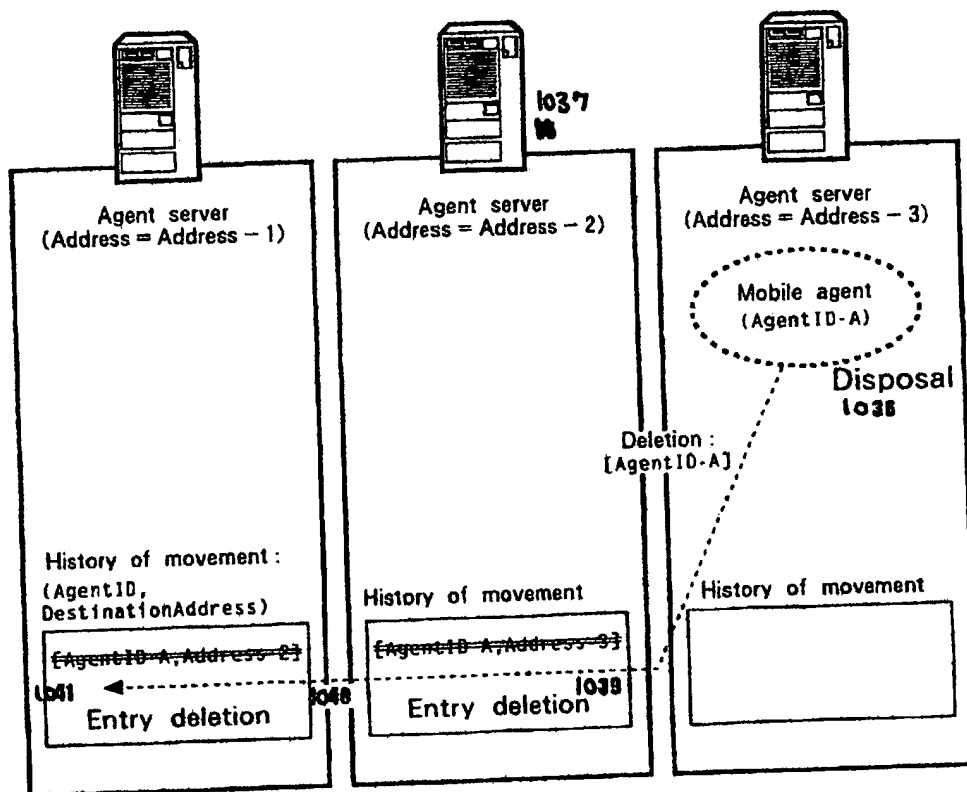 1037
Agent server
(Address = Address - 1)
Agent server
(Address = Address - 2)
Agent server
(Address = Address - 3)
Mobile agent
(AgentID-A)
Disposal
Deletion :
[AgentID-A]
History of movement :
(AgentID,
DestinationAddress)
[AgentID-A,Address-2]
Entry deletion
History of movement
[AgentID-A,Address-3]
1039
Entry deletion
History of movement